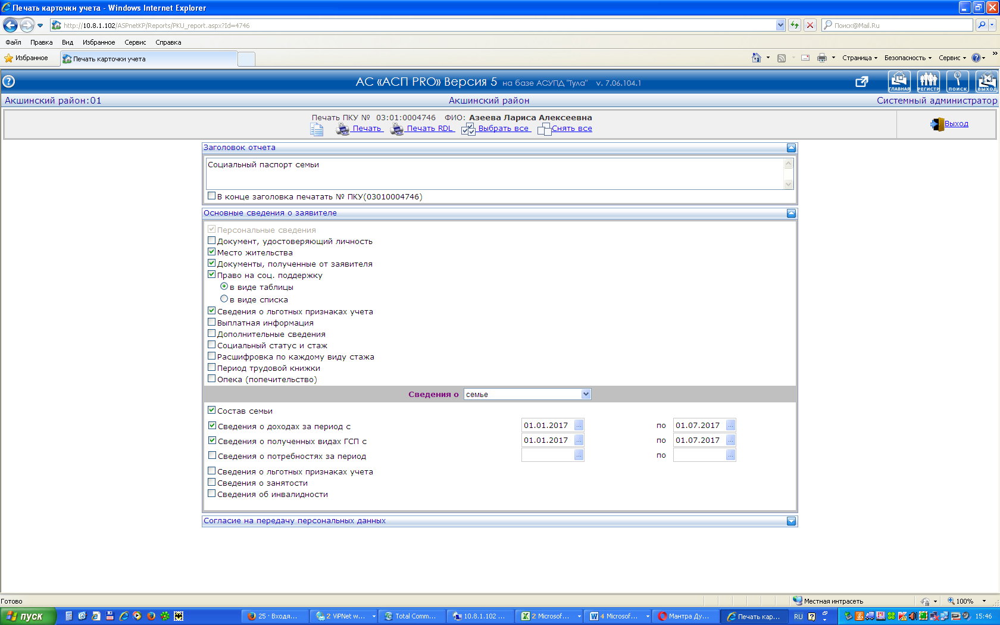 Печать карточки учета - Windows Internet Explorer
http://10.8.1.102/ASPnetKP/Reports/PKU_report.aspx?Id=4746
Поиск@Mail.Ru
Файл Правка Вид Избранное Сервис Справка
Избранное Печать карточки учета Страница Безопасность Сервис
АС «АСП PRO» Версия 5 на базе АСУПД "Тула" v. 7.06.104.1
ГЛАВНАЯ РЕГИСТР ПОИСК ВЫХОД
Акшинский район:01 Акшинский район Системный администратор
Печать ПКУ № 03:01:0004746 ФИО: Азеева Лариса Алексеевна
Печать Печать RDL Выбрать все Снять все Выход
Заголовок отчета
Социальный паспорт семьи
В конце заголовка печатать № ПКУ(03010004746)
Основные сведения о заявителе
Персональные сведения
Документ, удостоверяющий личность
Место жительства
Документы, полученные от заявителя
Право на соц. поддержку
в виде таблицы
в виде списка
Сведения о льготных признаках учета
Выплатная информация
Дополнительные сведения
Социальный статус и стаж
Расшифровка по каждому виду стажа
Период трудовой книжки
Опека (попечительство)
Сведения о семье
Состав семьи
Сведения о доходах за период с 01.01.2017 ... по 01.07.2017 ...
Сведения о полученных видах ГСП с 01.01.2017 ... по 01.07.2017 ...
Сведения о потребностях за период ... по ...
Сведения о льготных признаках учета
Сведения о занятости
Сведения об инвалидности
Согласие на передачу персональных данных
Готово Местная интрасеть 100%
пуск 25 · Входя... 2 ViPNet w... Total Comm... 10.8.1.102 ... 2 Microsof... 4 Microsof... Мантра Ду... Печать кар... RU 15:46